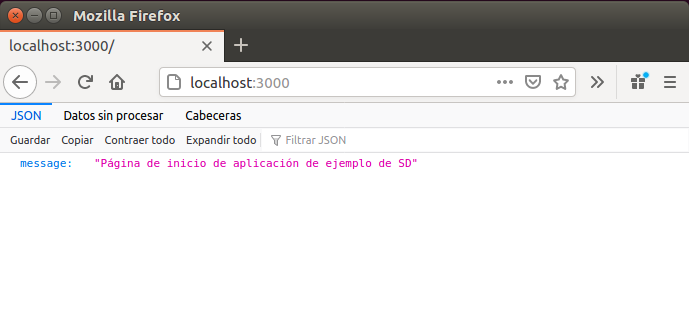 Mozilla Firefox
localhost:3000/
localhost:3000
JSON Datos sin procesar Cabeceras
Guardar Copiar Contraer todo Expandir todo Filtrar JSON
message: "Página de inicio de aplicación de ejemplo de SD"